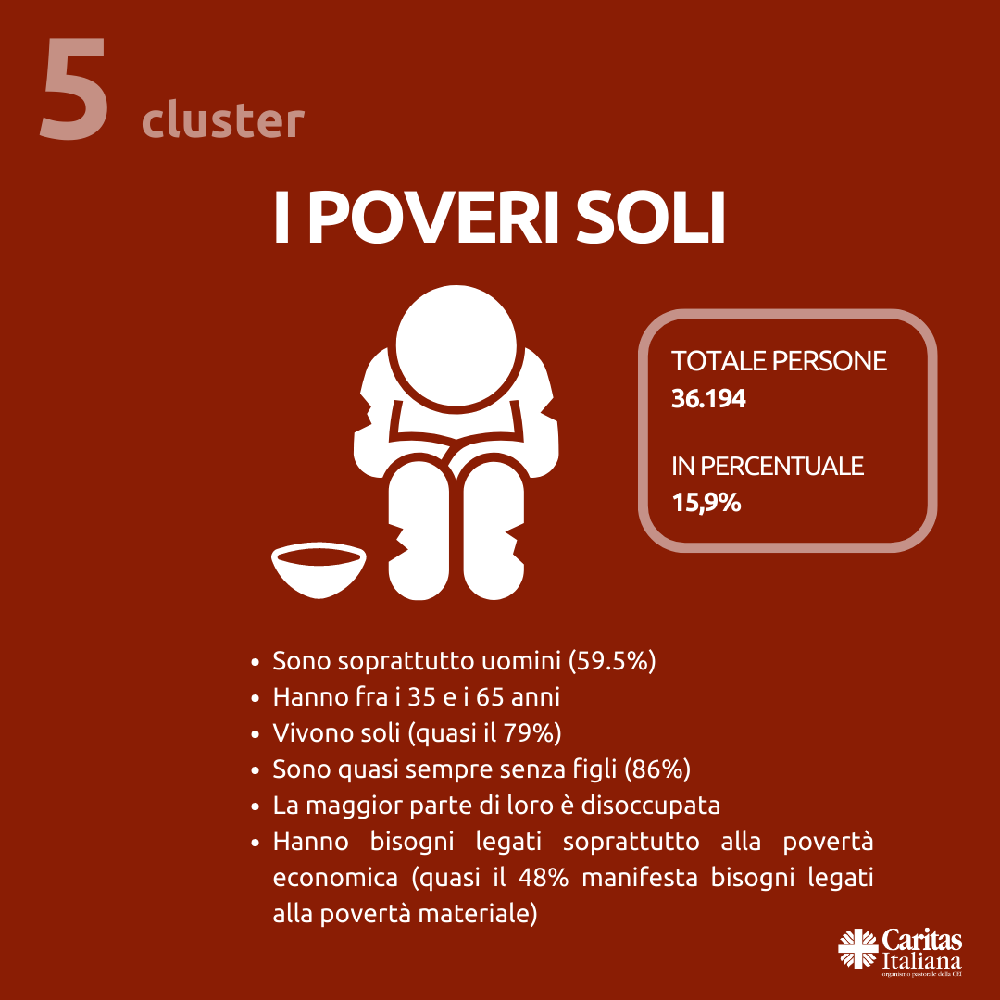 5 cluster
I POVERI SOLI
TOTALE PERSONE
36.194
IN PERCENTUALE
15,9%
• Sono soprattutto uomini (59.5%)
• Hanno fra i 35 e i 65 anni
• Vivono soli (quasi il 79%)
• Sono quasi sempre senza figli (86%)
• La maggior parte di loro è disoccupata
• Hanno bisogni legati soprattutto alla povertà
economica (quasi il 48% manifesta bisogni legati
alla povertà materiale)
Caritas
Italiana
organismo pastorale della CEI